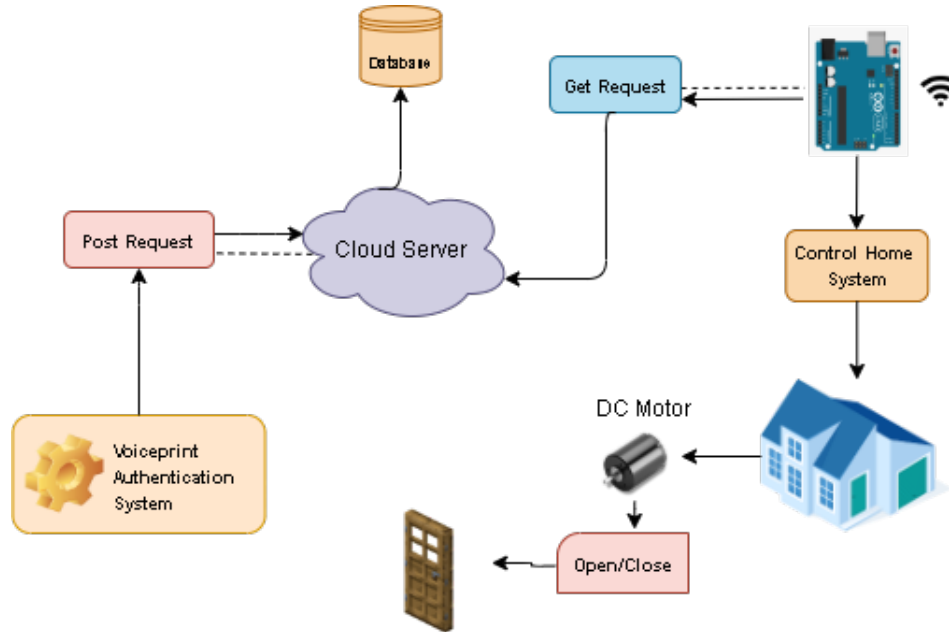 Database
Get Request
Post Request
Cloud Server
Control Home
System
DC Motor
Voiceprint
Authentication
System
Open/Close